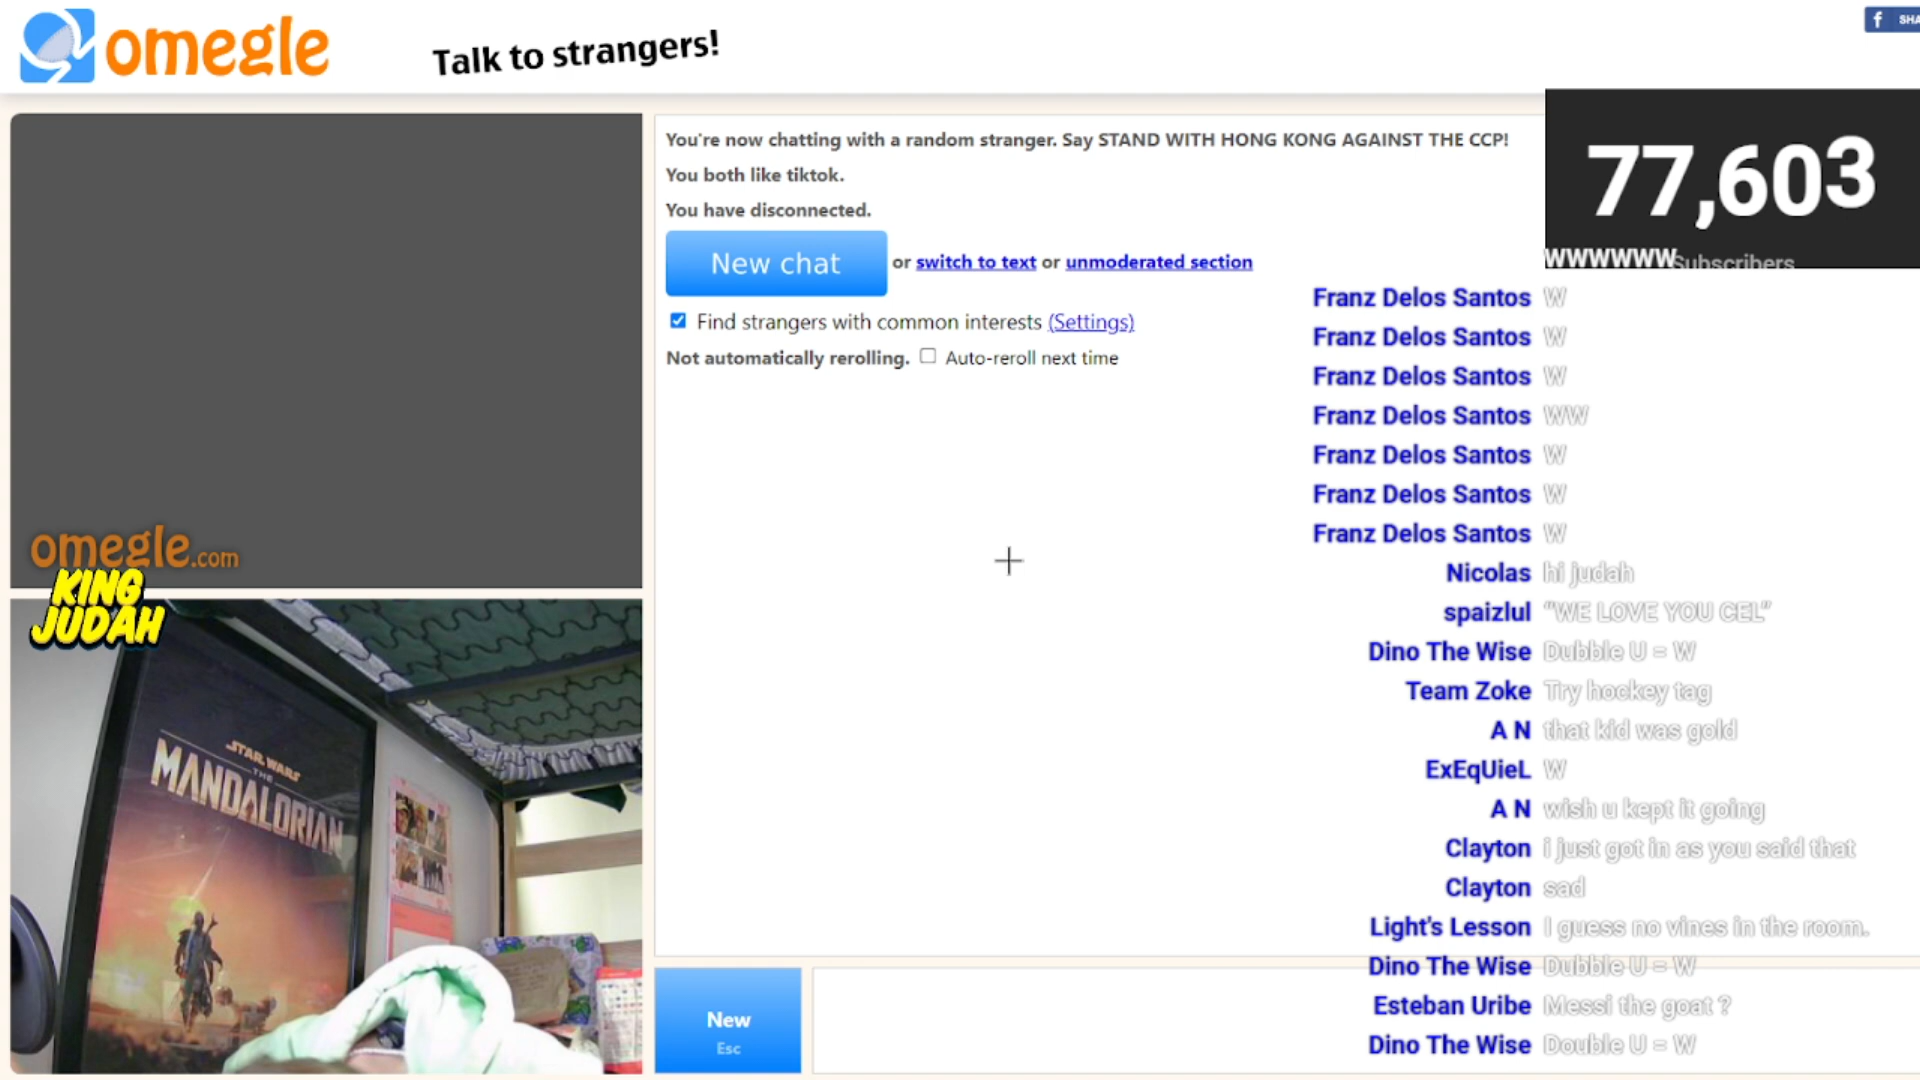 omegle
Talk to strangers!
f SHA
You're now chatting with a random stranger. Say STAND WITH HONG KONG AGAINST THE CCP!
You both like tiktok.
You have disconnected.
New chat or switch to text or unmoderated section
Find strangers with common interests (Settings)
Not automatically rerolling. Auto-reroll next time
77,603
WWWWWW Subscribers
Franz Delos Santos W
Franz Delos Santos W
Franz Delos Santos W
Franz Delos Santos WW
Franz Delos Santos W
Franz Delos Santos W
Franz Delos Santos W
Nicolas hi judah
spaizlul “WE LOVE YOU CEL”
Dino The Wise Dubble U = W
Team Zoke Try hockey tag
A N that kid was gold
ExEqUieL W
A N wish u kept it going
Clayton i just got in as you said that
Clayton sad
Light's Lesson I guess no vines in the room.
Dino The Wise Dubble U = W
Esteban Uribe Messi the goat ?
Dino The Wise Double U = W
omegle.com
KING
JUDAH
STAR WARS
THE
MANDALORIAN
New
Esc